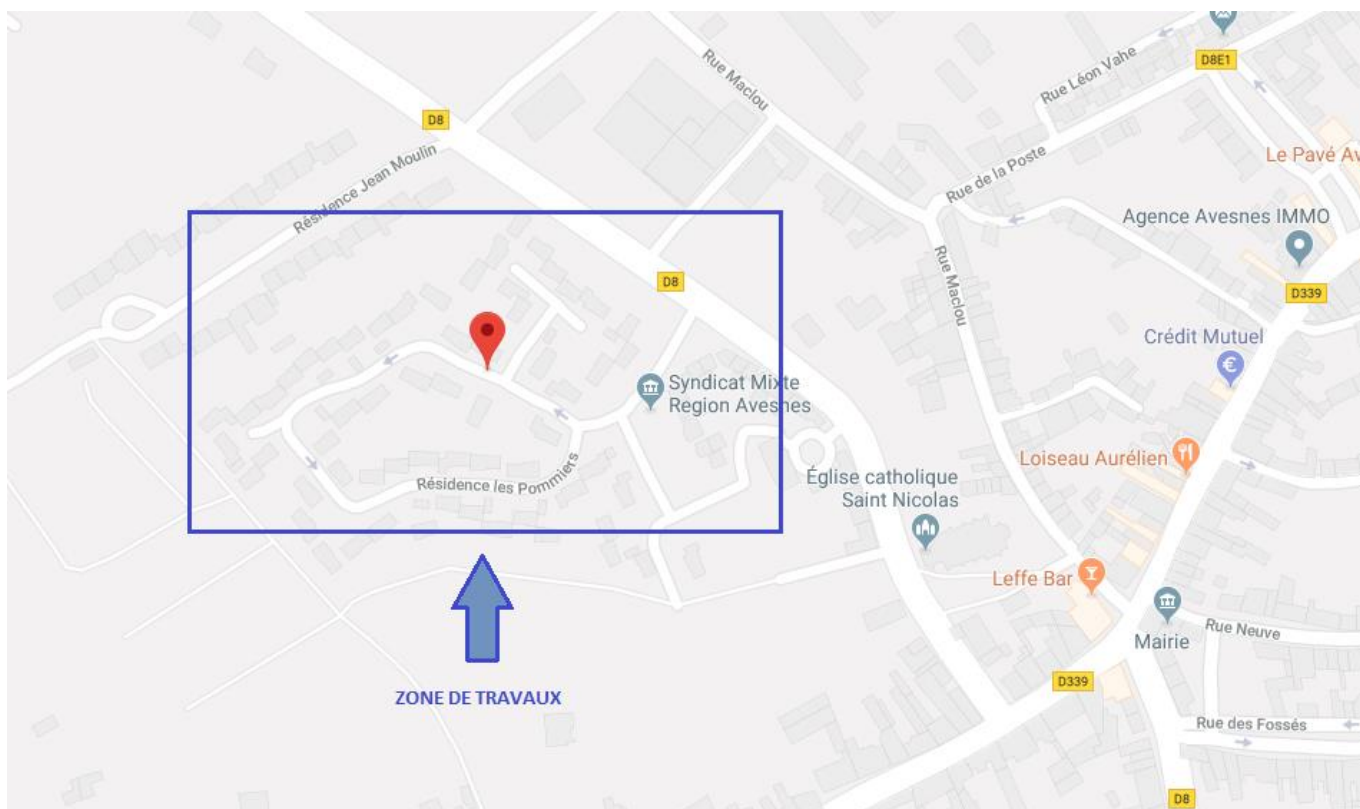 D8E1
Rue Léon Vahe
Rue Maclou
D8
Le Pavé Av
Résidence Jean Moulin
Rue de la Poste
Agence Avesnes IMMO
Rue Maclou
D8
D339
Crédit Mutuel
€
Syndicat Mixte
Region Avesnes
Loiseau Aurélien
Résidence les Pommiers
Église catholique
Saint Nicolas
Leffe Bar
Mairie
Rue Neuve
ZONE DE TRAVAUX
D339
Rue des Fossés
D8